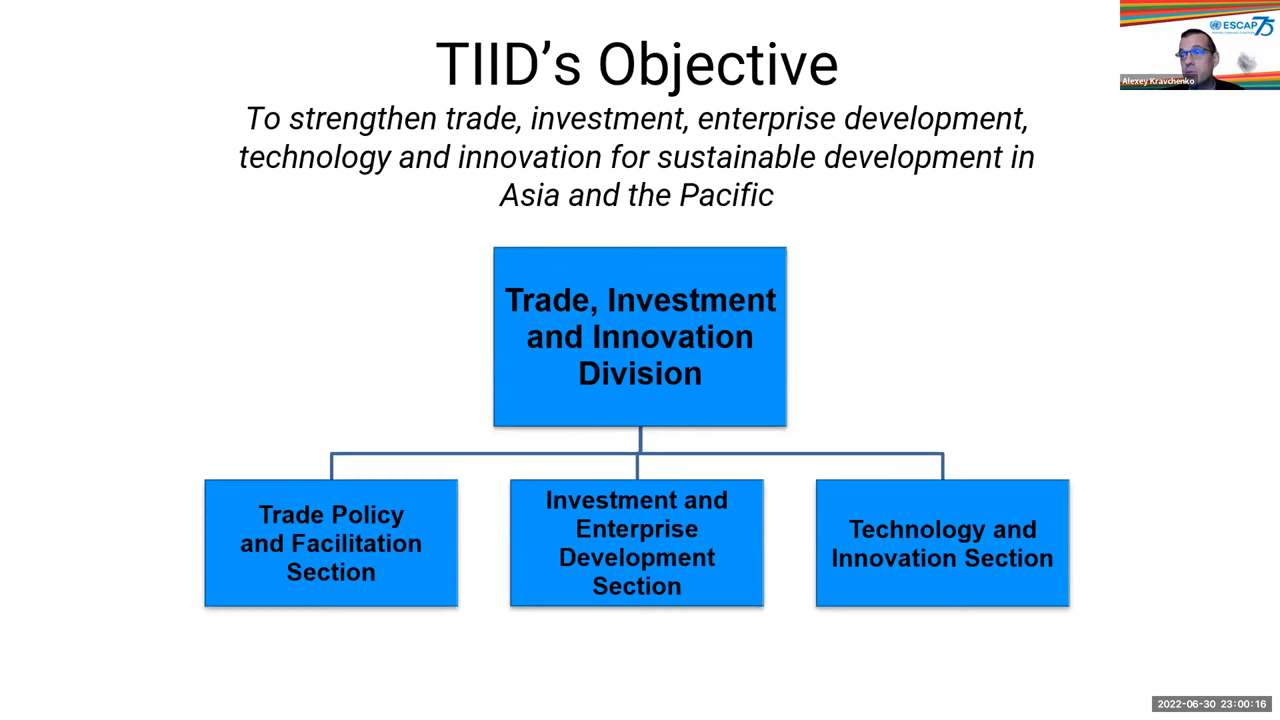 TIID’s Objective
To strengthen trade, investment, enterprise development,
technology and innovation for sustainable development in
Asia and the Pacific
ESCAP 75
Alexey Kravchenko
Trade, Investment
and Innovation
Division
Trade Policy
and Facilitation
Section
Investment and
Enterprise
Development
Section
Technology and
Innovation Section
2022-06-30 23:00:16